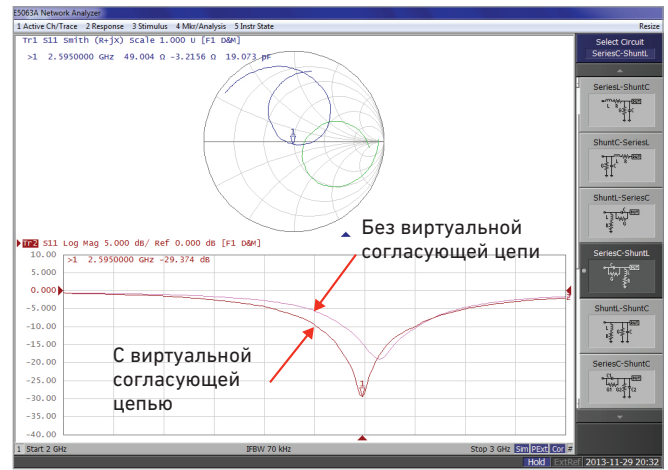 E5063A Network Analyzer
1 Active Ch/Trace 2 Response 3 Stimulus 4 Mkr/Analysis 5 Instr State
Resize
Tr1 S11 Smith (R+jX) Scale 1.000 U [F1 D&M]
>1 2.5950000 GHz 49.004 Ω -3.2156 Ω 19.073 pF
1
Select Circuit
SeriesC-ShuntL
SeriesL-ShuntC
ShuntC-SeriesL
ShuntL-SeriesC
SeriesC-ShuntL
ShuntL-ShuntC
SeriesC-ShuntC
Без виртуальной
согласующей цепи
Tr2 S11 Log Mag 5.000 dB/ Ref 0.000 dB [F1 D&M]
>1 2.5950000 GHz -29.374 dB
10.00
5.000
0.000
-5.000
-10.00
-15.00
-20.00
-25.00
-30.00
-35.00
-40.00
С виртуальной
согласующей
цепью
1
1 Start 2 GHz
IFBW 70 kHz
Stop 3 GHz Sim PExt Cor #
Hold ExtRef 2013-11-29 20:32